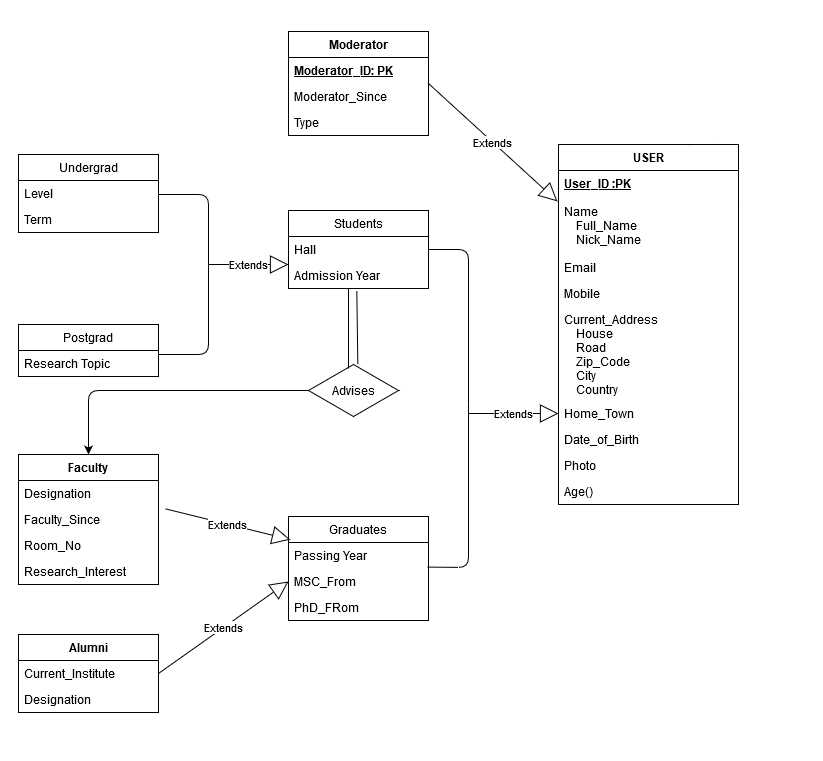 Moderator
Moderator_ID: PK
Moderator_Since
Type
Extends
USER
User_ID :PK
Name
Full_Name
Nick_Name
Email
Mobile
Current_Address
House
Road
Zip_Code
City
Country
Home_Town
Date_of_Birth
Photo
Age()
Undergrad
Level
Term
Extends
Students
Hall
Admission Year
Postgrad
Research Topic
Advises
Extends
Faculty
Designation
Faculty_Since
Room_No
Research_Interest
Extends
Graduates
Passing Year
MSC_From
PhD_FRom
Extends
Alumni
Current_Institute
Designation